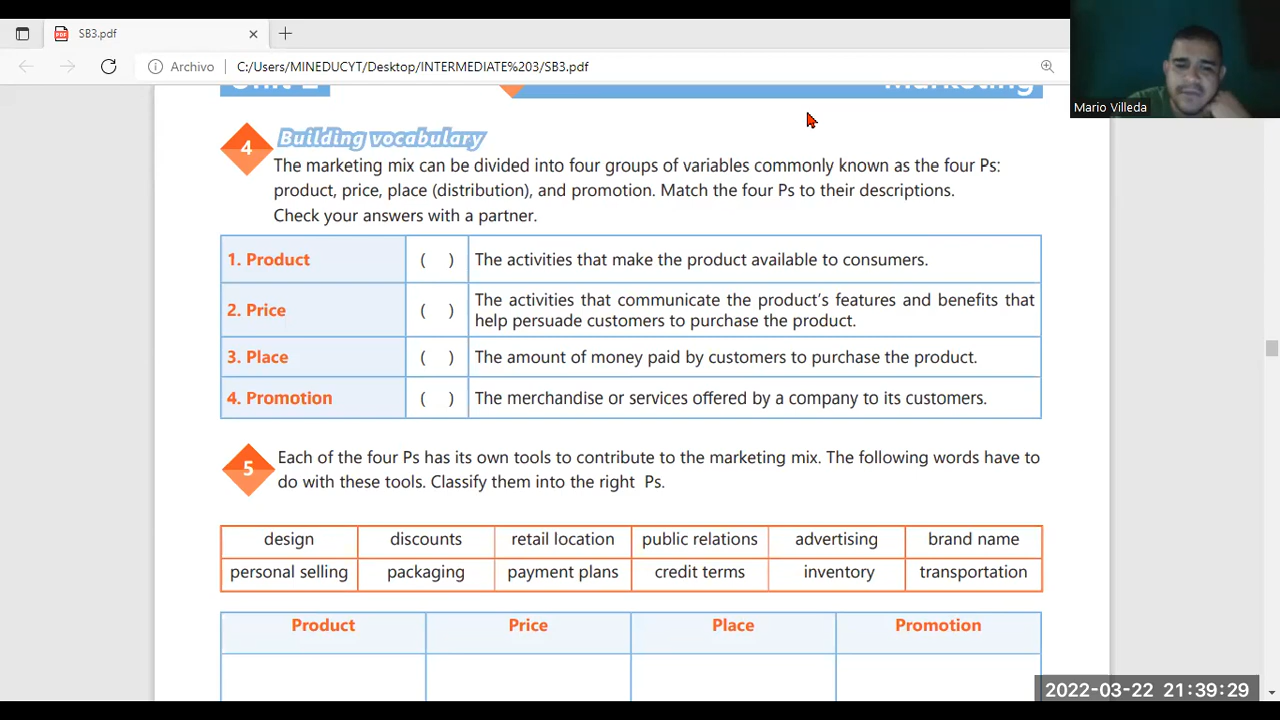 SB3.pdf
Archivo C:/Users/MINEDUCYT/Desktop/INTERMEDIATE%203/SB3.pdf
Mario Villeda
Marketing
4 Building vocabulary
The marketing mix can be divided into four groups of variables commonly known as the four Ps:
product, price, place (distribution), and promotion. Match the four Ps to their descriptions.
Check your answers with a partner.
1. Product ( ) The activities that make the product available to consumers.
2. Price ( ) The activities that communicate the product's features and benefits that
help persuade customers to purchase the product.
3. Place ( ) The amount of money paid by customers to purchase the product.
4. Promotion ( ) The merchandise or services offered by a company to its customers.
5 Each of the four Ps has its own tools to contribute to the marketing mix. The following words have to
do with these tools. Classify them into the right Ps.
design discounts retail location public relations advertising brand name
personal selling packaging payment plans credit terms inventory transportation
Product Price Place Promotion
2022-03-22 21:39:29